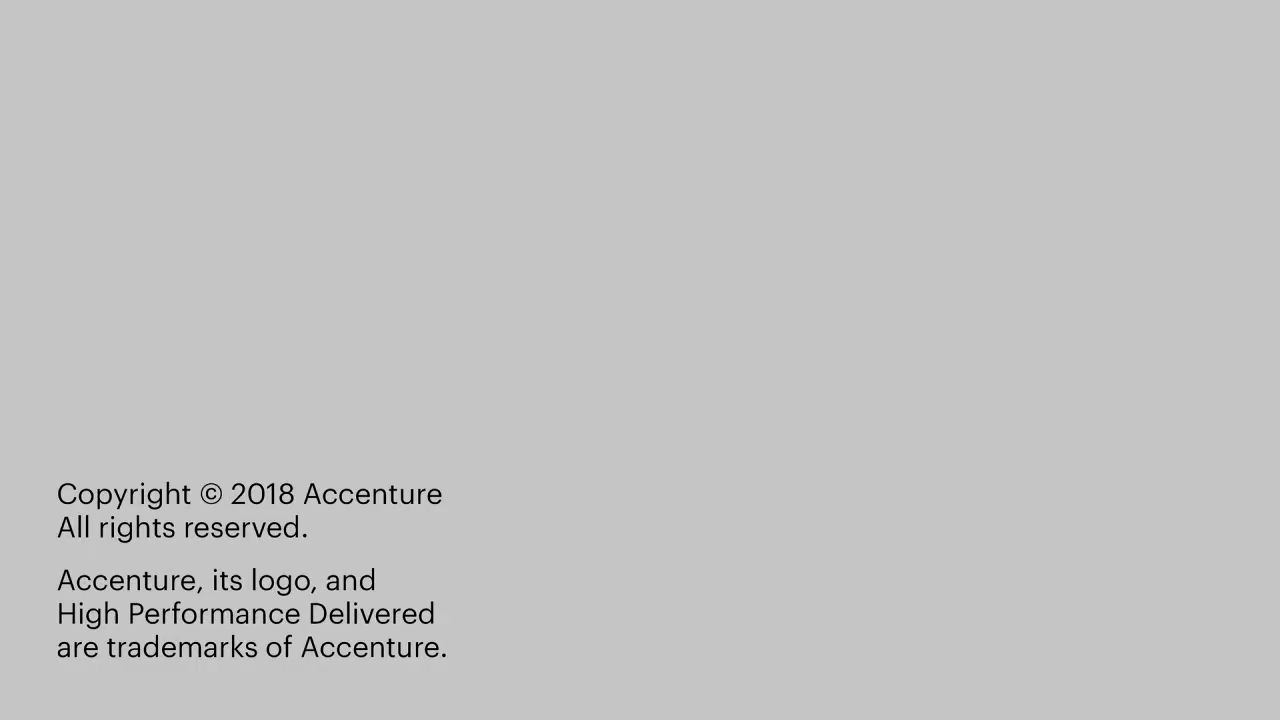 Copyright © 2018 Accenture
All rights reserved.
Accenture, its logo, and
High Performance Delivered
are trademarks of Accenture.